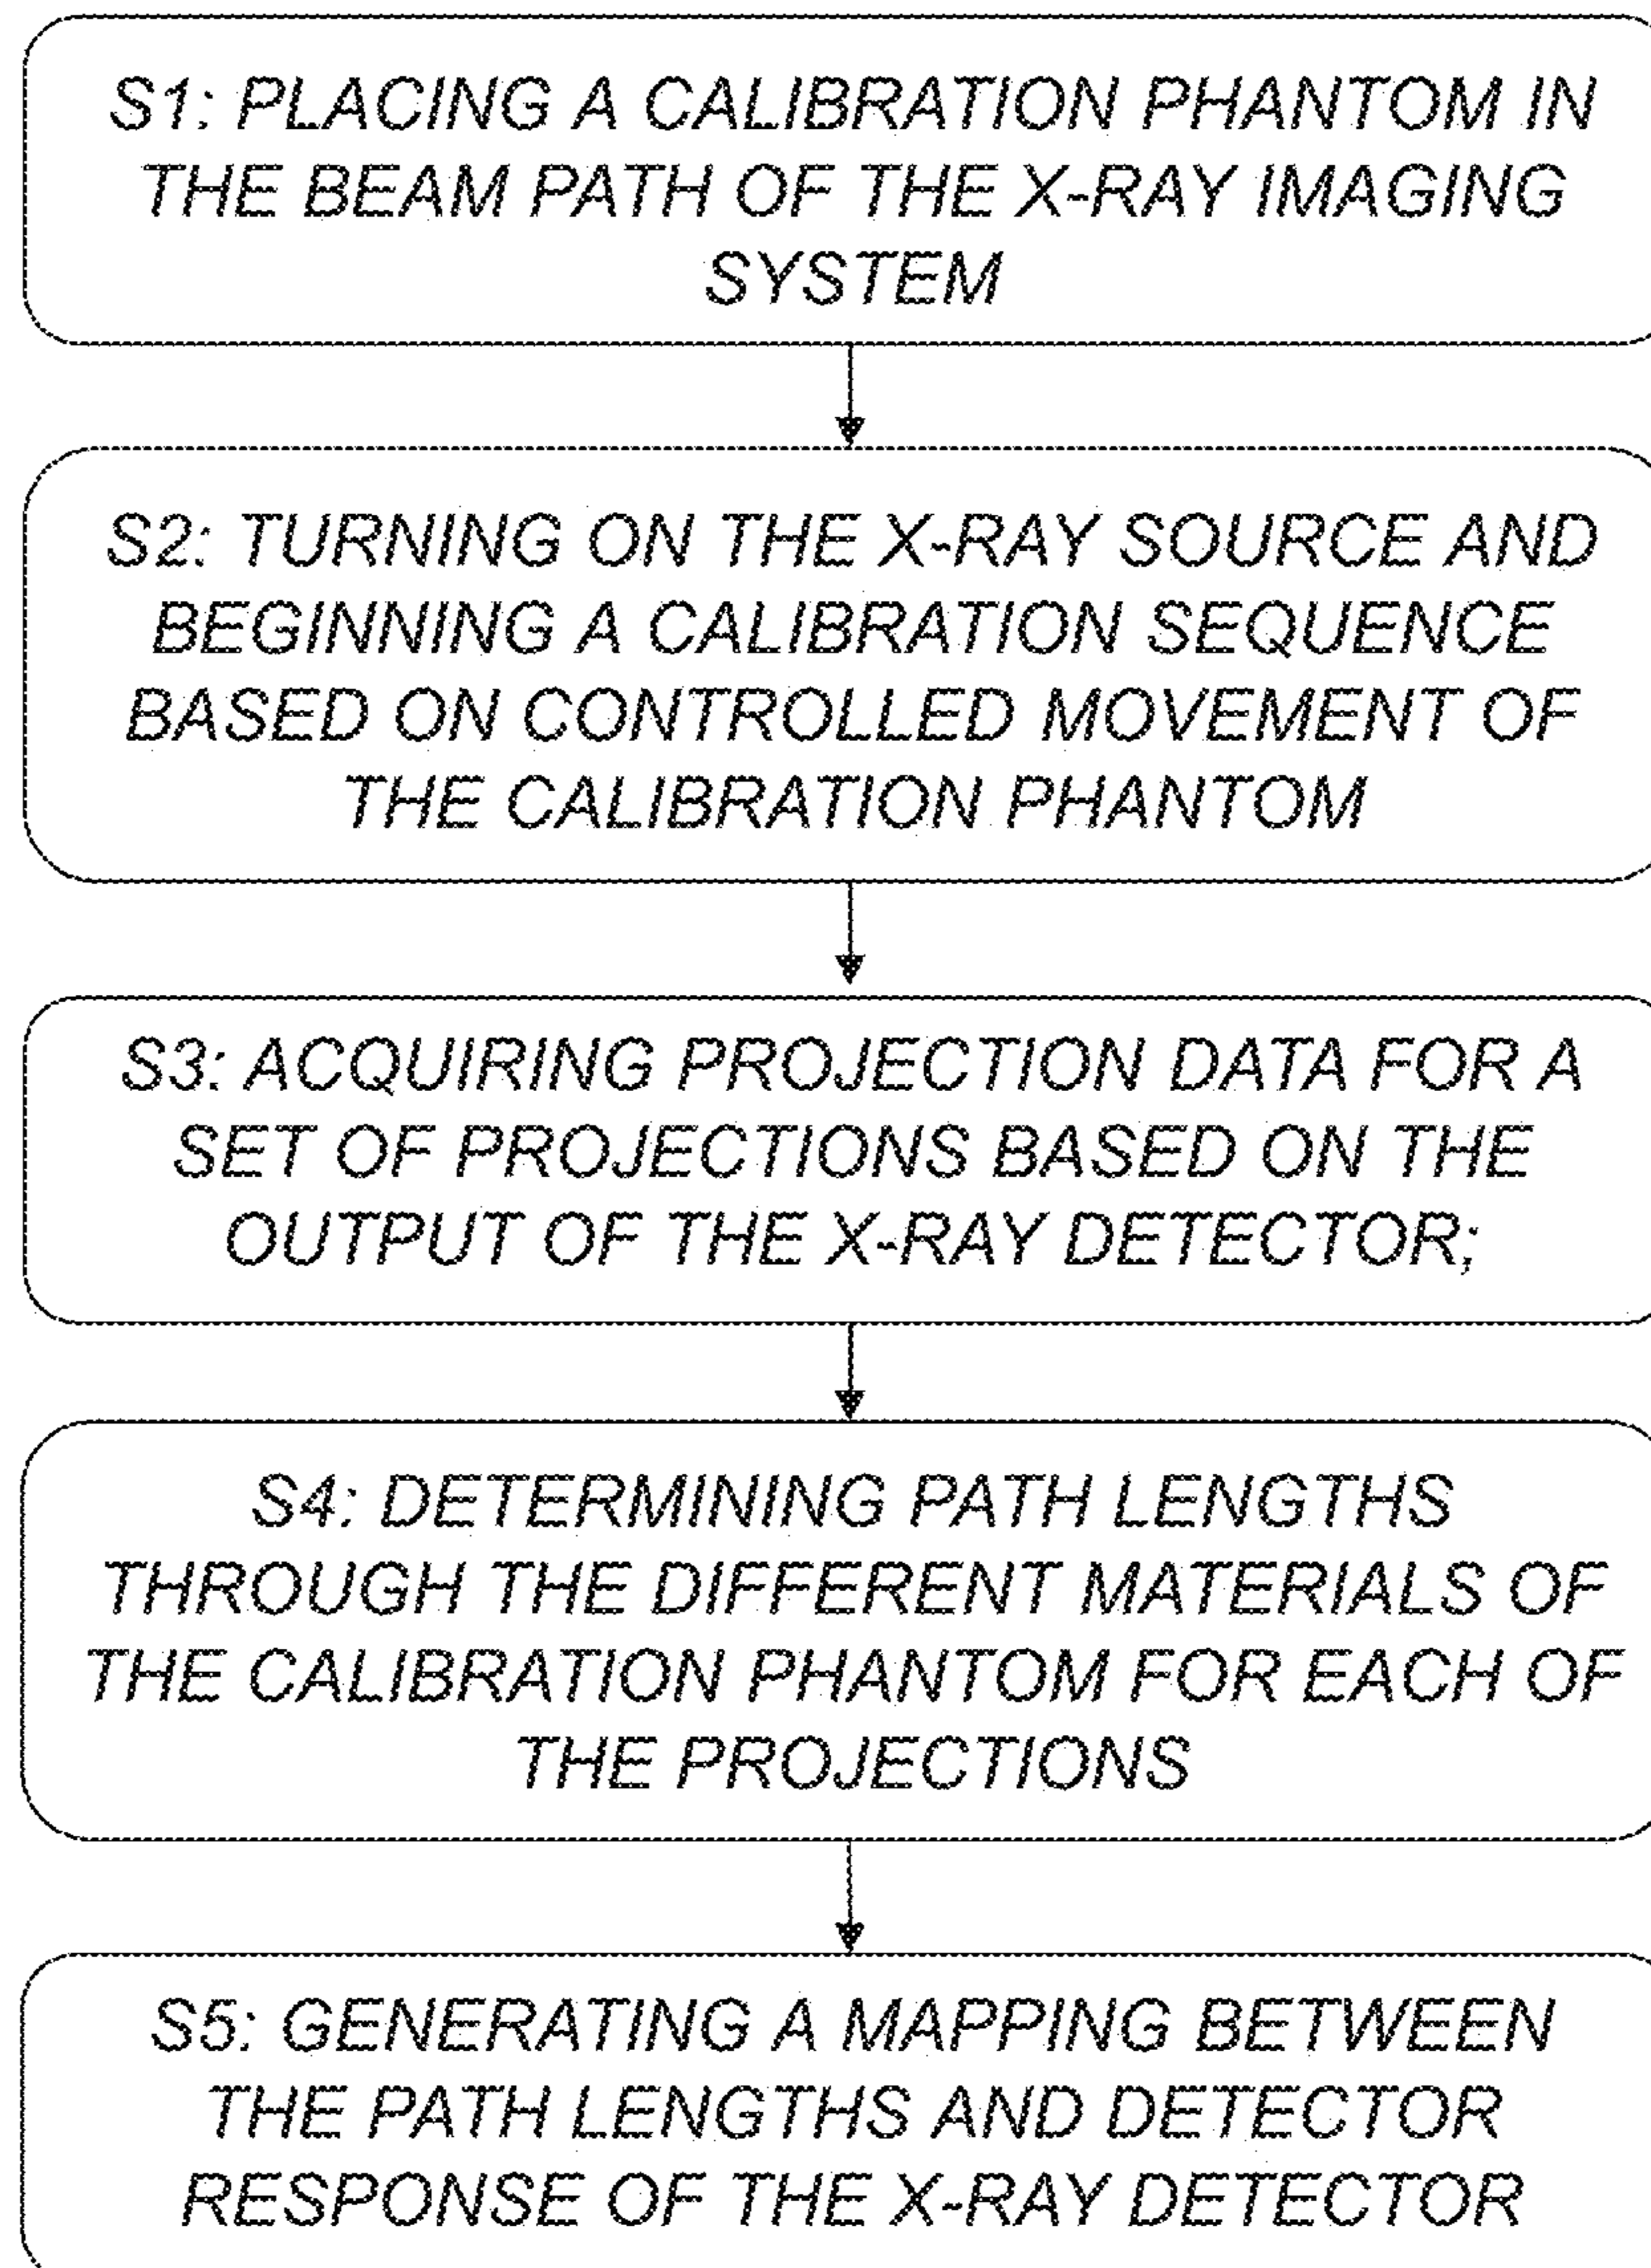 S1: PLACING A CALIBRATION PHANTOM IN
THE BEAM PATH OF THE X-RAY IMAGING
SYSTEM
S2: TURNING ON THE X-RAY SOURCE AND
BEGINNING A CALIBRATION SEQUENCE
BASED ON CONTROLLED MOVEMENT OF
THE CALIBRATION PHANTOM
S3: ACQUIRING PROJECTION DATA FOR A
SET OF PROJECTIONS BASED ON THE
OUTPUT OF THE X-RAY DETECTOR;
S4: DETERMINING PATH LENGTHS
THROUGH THE DIFFERENT MATERIALS OF
THE CALIBRATION PHANTOM FOR EACH OF
THE PROJECTIONS
S5: GENERATING A MAPPING BETWEEN
THE PATH LENGTHS AND DETECTOR
RESPONSE OF THE X-RAY DETECTOR